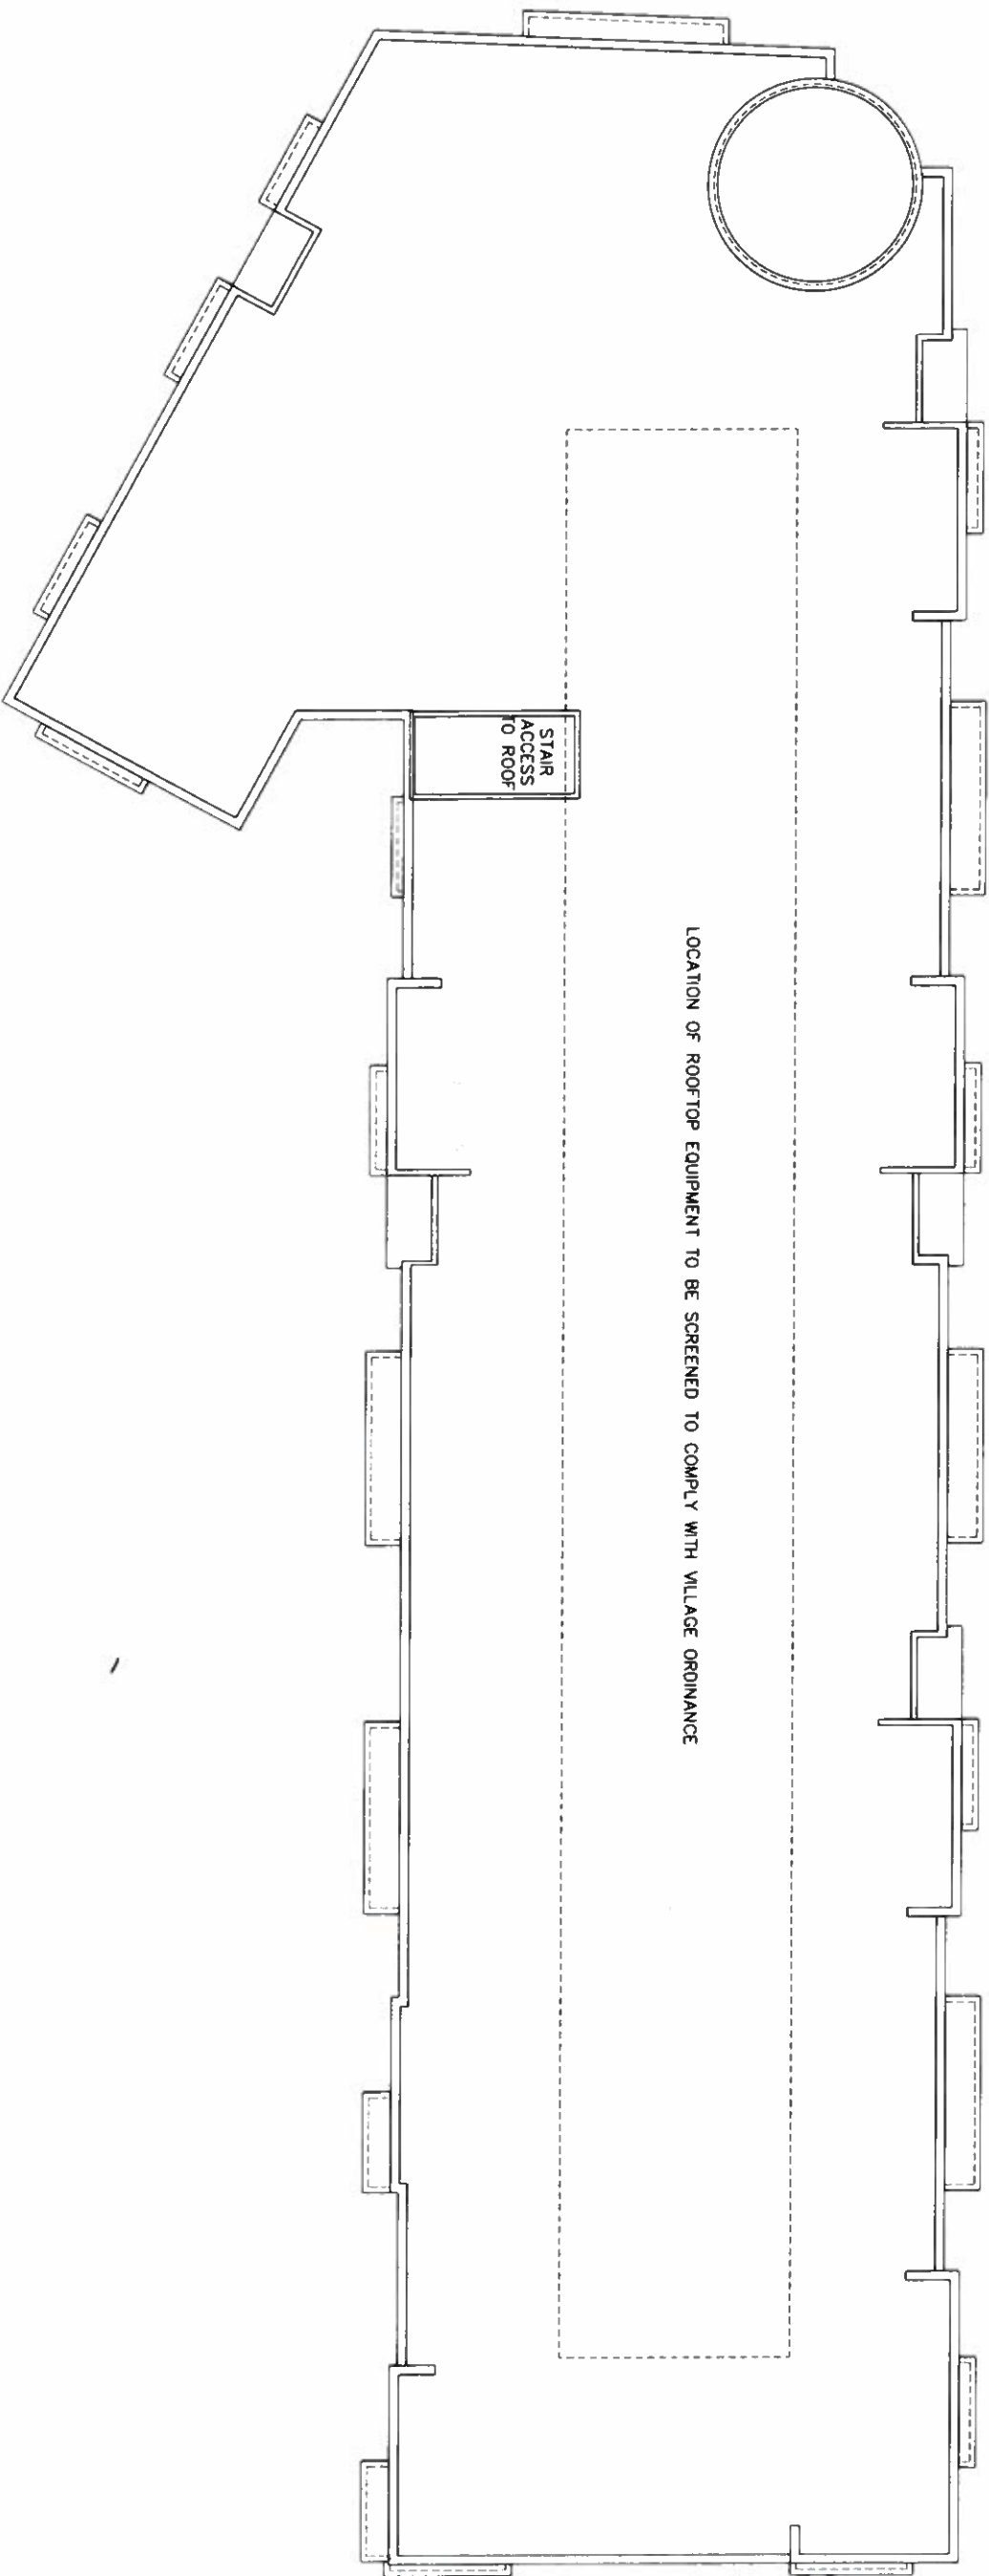 STAIR
ACCESS
TO ROOF
LOCATION OF ROOFTOP EQUIPMENT TO BE SCREENED TO COMPLY WITH VILLAGE ORDINANCE